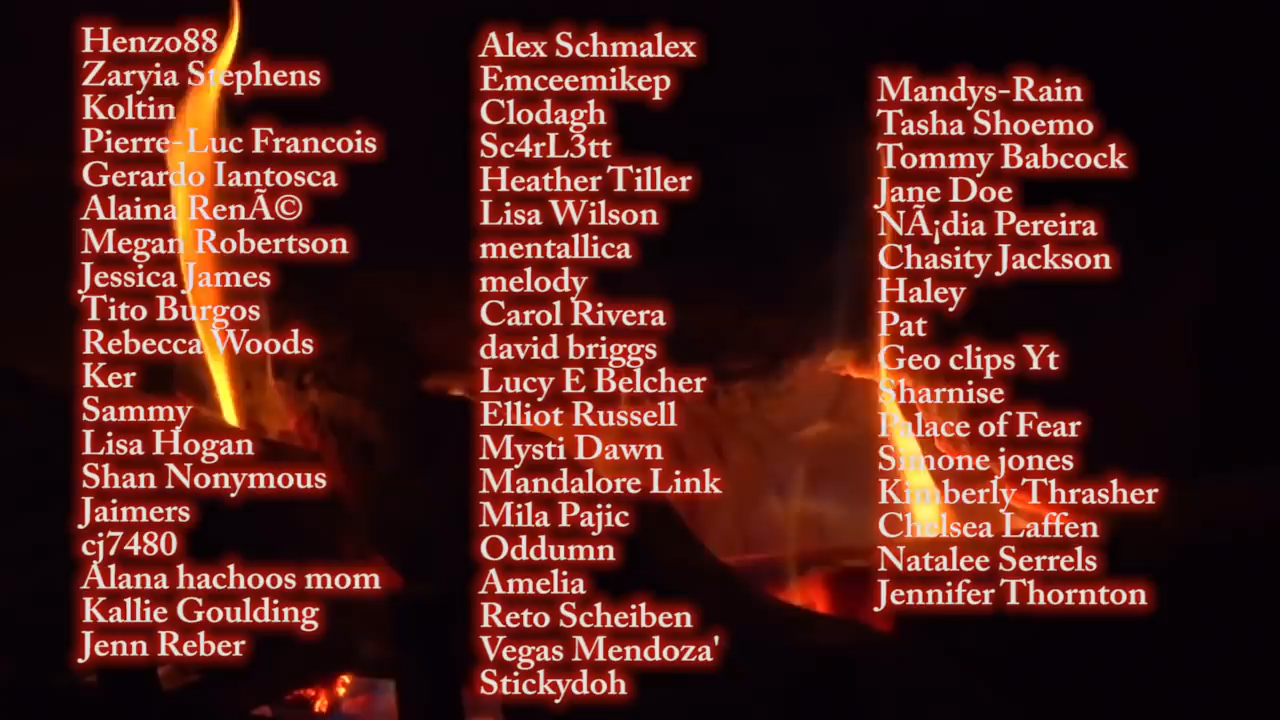 Henzo88
Zaryia Stephens
Koltin
Pierre-Luc Francois
Gerardo Iantosca
Alaina RenÃ©
Megan Robertson
Jessica James
Tito Burgos
Rebecca Woods
Ker
Sammy
Lisa Hogan
Shan Nonymous
Jaimers
cj7480
Alana hachoos mom
Kallie Goulding
Jenn Reber
Alex Schmalex
Emceemikep
Clodagh
Sc4rL3tt
Heather Tiller
Lisa Wilson
mentallica
melody
Carol Rivera
david briggs
Lucy E Belcher
Elliot Russell
Mysti Dawn
Mandalore Link
Mila Pajic
Oddumn
Amelia
Reto Scheiben
Vegas Mendoza'
Stickydoh
Mandys-Rain
Tasha Shoemo
Tommy Babcock
Jane Doe
NÃ¡dia Pereira
Chasity Jackson
Haley
Pat
Geo clips Yt
Sharnise
Palace of Fear
Simone jones
Kimberly Thrasher
Chelsea Laffen
Natalee Serrels
Jennifer Thornton